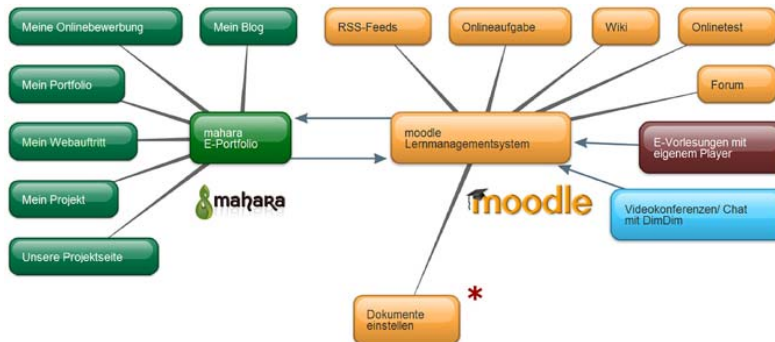 Meine Onlinebewerbung
Mein Blog
RSS-Feeds
Onlineaufgabe
Wiki
Onlinetest
Mein Portfolio
Forum
Mein Webauftritt
mahara
E-Portfolio
moodle
Lernmanagementsystem
E-Vorlesungen mit
eigenem Player
Mein Projekt
mahara
moodle
Videokonferenzen/ Chat
mit DimDim
Unsere Projektseite
*
Dokumente
einstellen